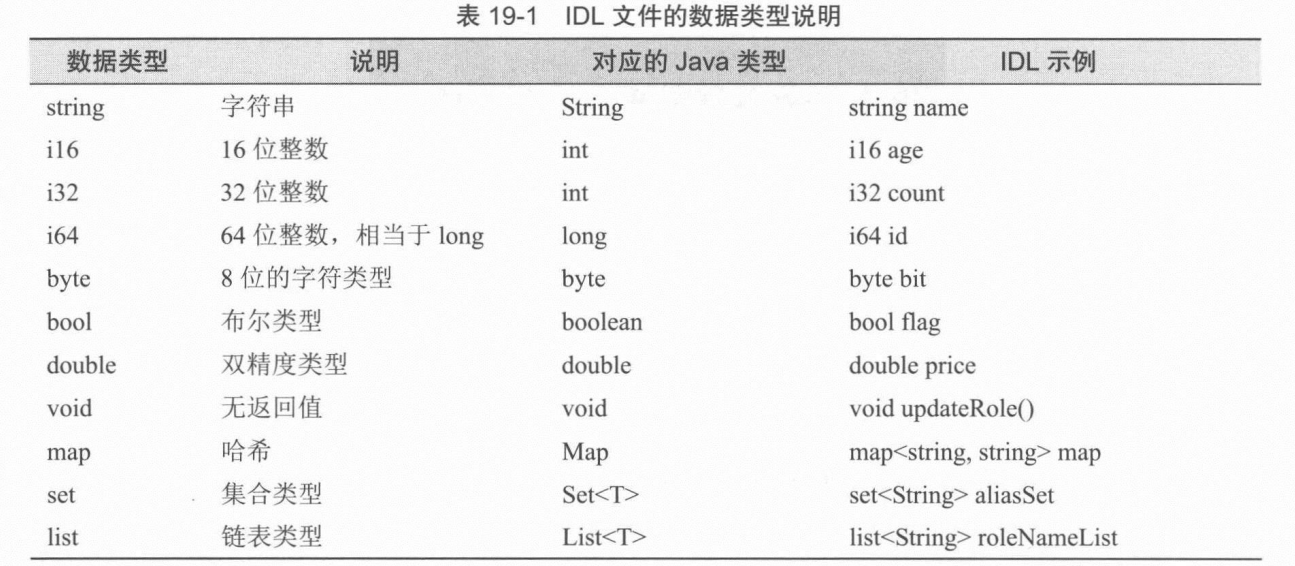 表 19-1 IDL 文件的数据类型说明
数据类型 说明 对应的 Java 类型 IDL 示例
string 字符串 String string name
i16 16 位整数 int i16 age
i32 32 位整数 int i32 count
i64 64 位整数，相当于 long long i64 id
byte 8 位的字符类型 byte byte bit
bool 布尔类型 boolean bool flag
double 双精度类型 double double price
void 无返回值 void void updateRole()
map 哈希 Map map<string, string> map
set 集合类型 Set<T> set<String> aliasSet
list 链表类型 List<T> list<String> roleNameList